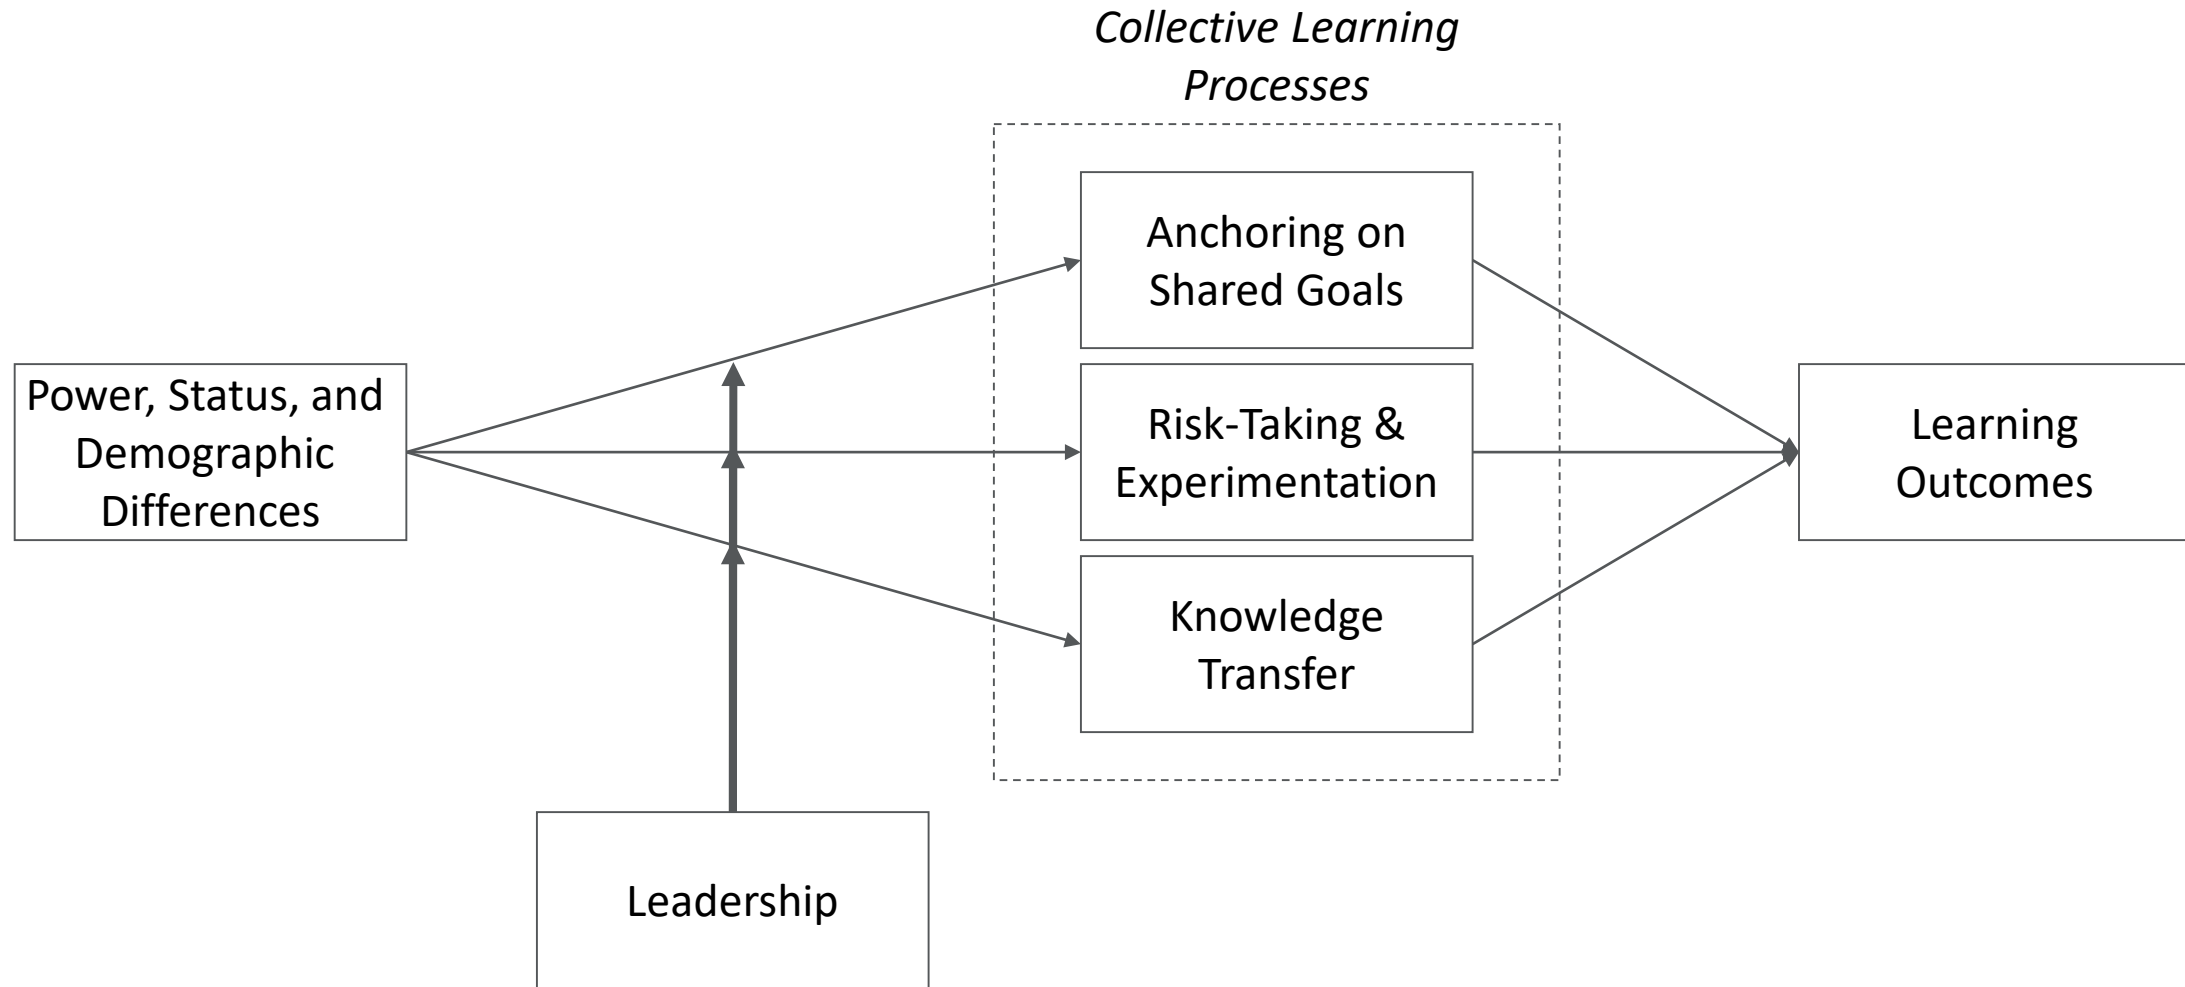 Collective Learning
Processes
Anchoring on
Shared Goals
Power, Status, and
Demographic
Differences
Risk-Taking &
Experimentation
Learning
Outcomes
Knowledge
Transfer
Leadership